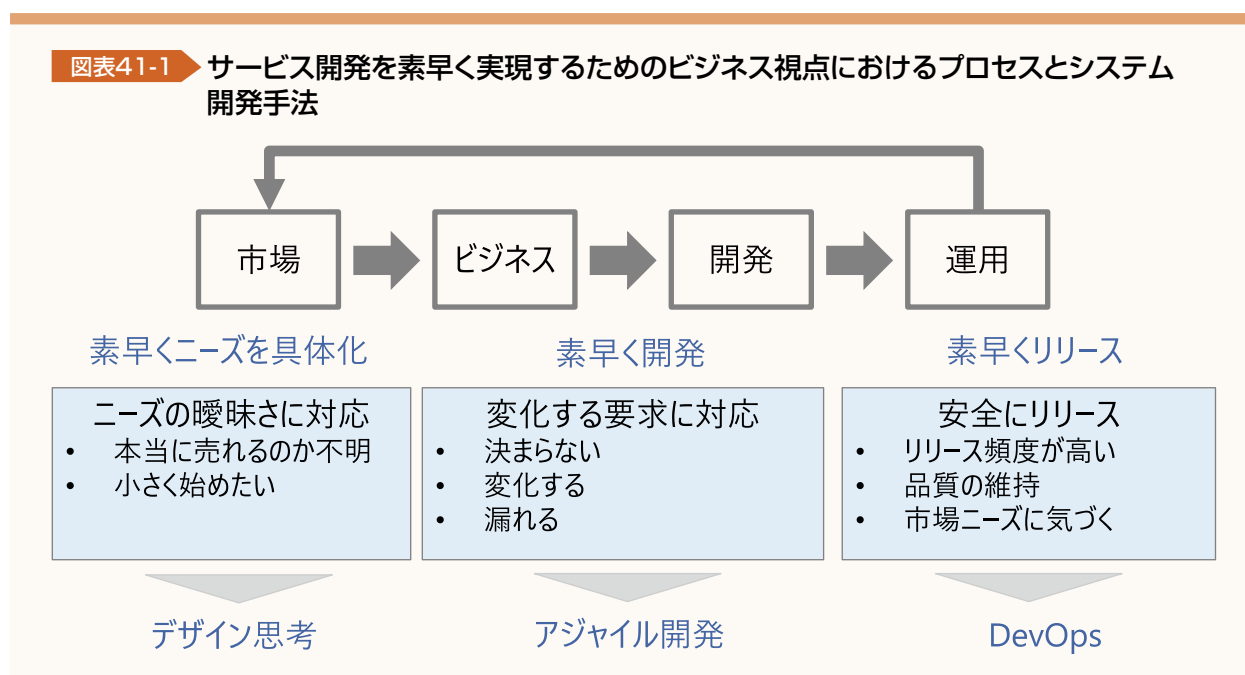 図表41-1 サービス開発を素早く実現するためのビジネス視点におけるプロセスとシステム
開発手法
市場
ビジネス
開発
運用
素早くニーズを具体化
素早く開発
素早くリリース
ニーズの曖昧さに対応
• 本当に売れるのか不明
• 小さく始めたい
変化する要求に対応
• 決まらない
• 変化する
• 漏れる
安全にリリース
• リリース頻度が高い
• 品質の維持
• 市場ニーズに気づく
デザイン思考
アジャイル開発
DevOps